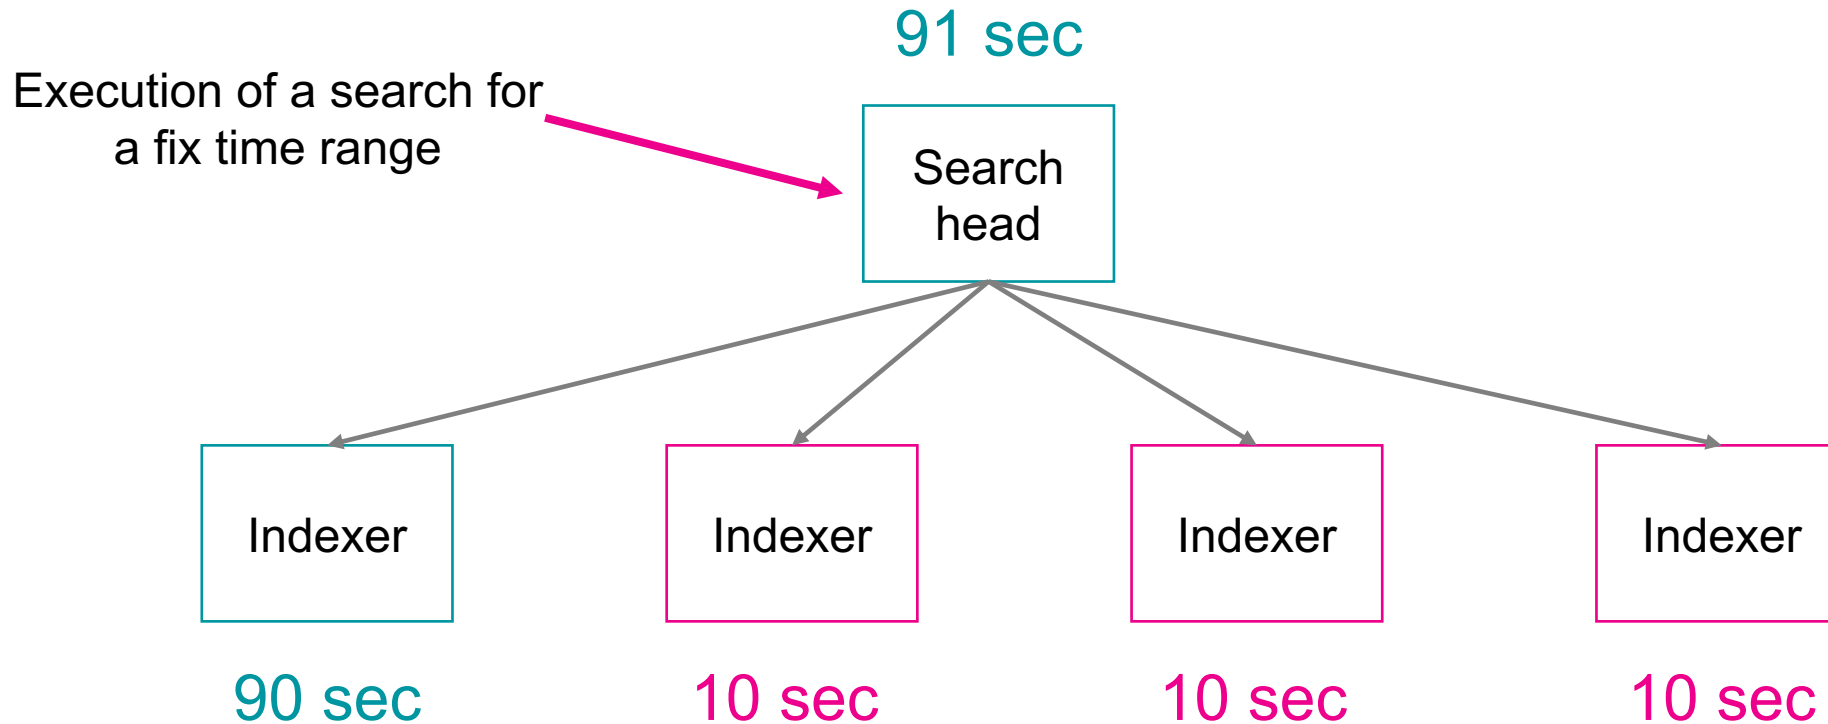 91 sec
Execution of a search for
a fix time range
Search
head
Indexer
Indexer
Indexer
Indexer
90 sec
10 sec
10 sec
10 sec